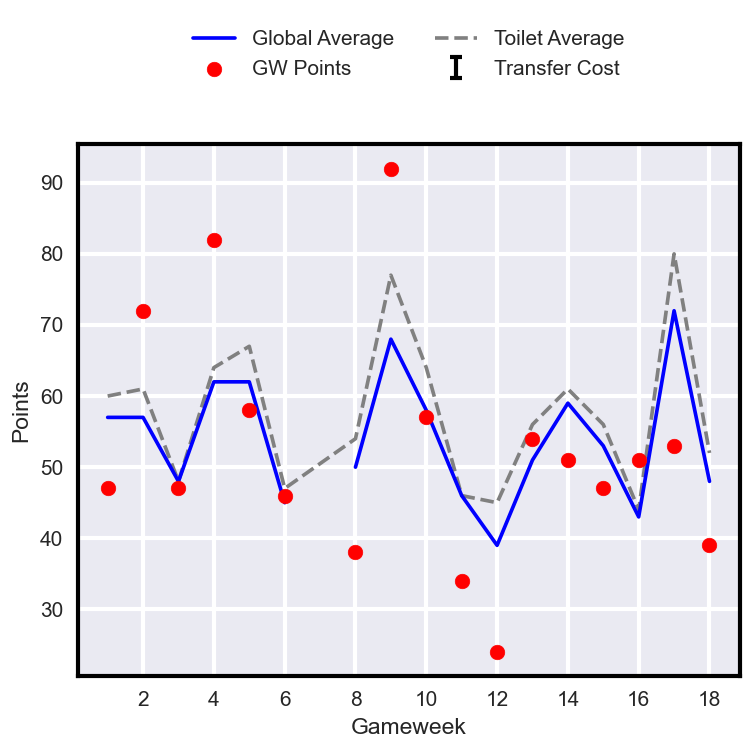 Global Average
Toilet Average
GW Points
Transfer Cost
90
80
70
60
50
40
30
Points
2 4 6 8 10 12 14 16 18
Gameweek